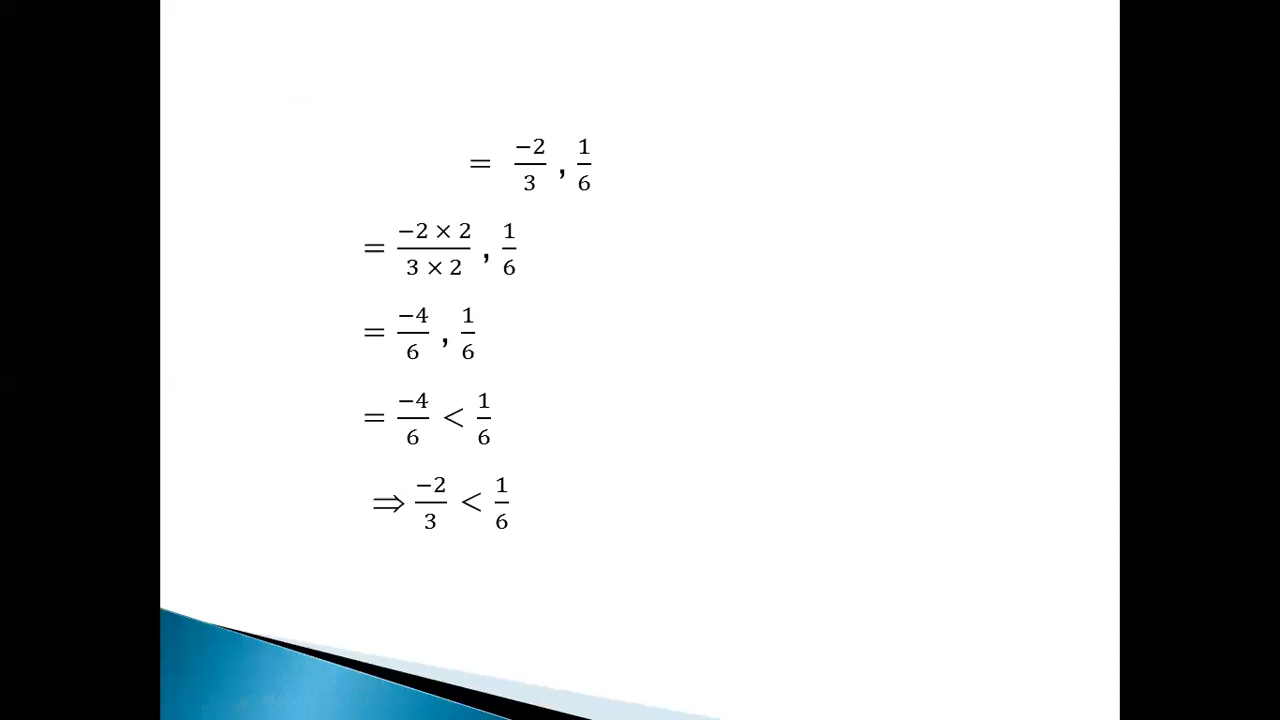 = −2/3 , 1/6
= −2 × 2/3 × 2 , 1/6
= −4/6 , 1/6
= −4/6 < 1/6
⇒ −2/3 < 1/6